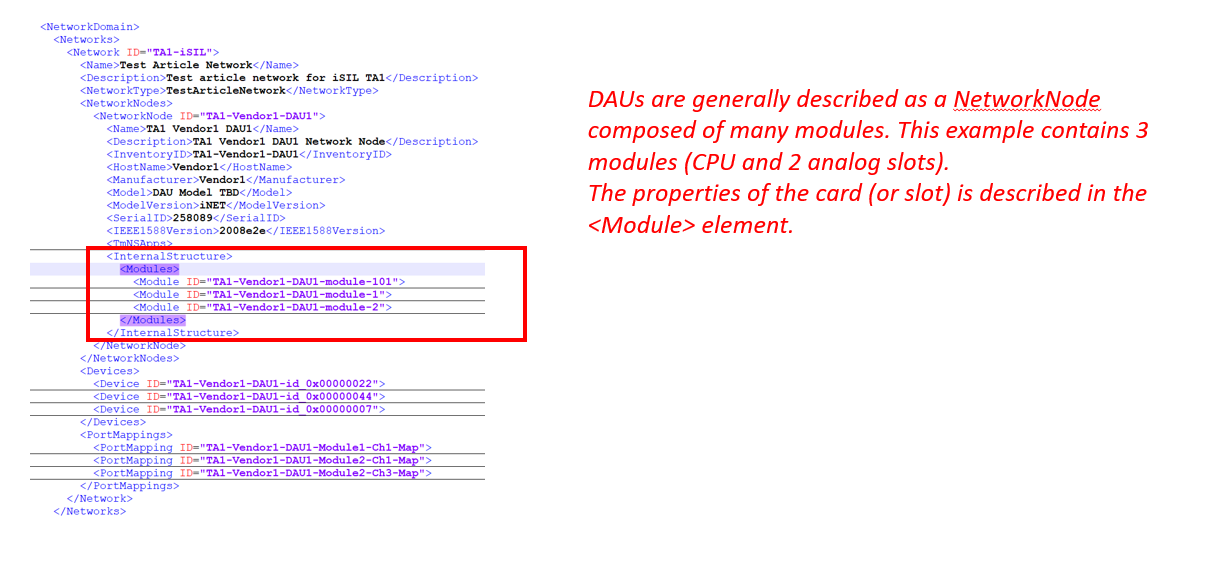 <NetworkDomain>
<Networks>
<Network ID="TA1-iSIL">
<Name>Test Article Network</Name>
<Description>Test article network for iSIL TA1</Description>
<NetworkType>TestArticleNetwork</NetworkType>
<NetworkNodes>
<NetworkNode ID="TA1-Vendor1-DAU1">
<Name>TA1 Vendor1 DAU1</Name>
<Description>TA1 Vendor1 DAU1 Network Node</Description>
<InventoryID>TA1-Vendor1-DAU1</InventoryID>
<HostName>Vendor1</HostName>
<Manufacturer>Vendor1</Manufacturer>
<Model>DAU Model TBD</Model>
<ModelVersion>iNET</ModelVersion>
<SerialID>258089</SerialID>
<IEEE1588Version>2008e2e</IEEE1588Version>
<TmNSApps>
<InternalStructure>
<Modules>
<Module ID="TA1-Vendor1-DAU1-module-101">
<Module ID="TA1-Vendor1-DAU1-module-1">
<Module ID="TA1-Vendor1-DAU1-module-2">
</Modules>
</InternalStructure>
</NetworkNode>
</NetworkNodes>
<Devices>
<Device ID="TA1-Vendor1-DAU1-id_0x00000022">
<Device ID="TA1-Vendor1-DAU1-id_0x00000044">
<Device ID="TA1-Vendor1-DAU1-id_0x00000007">
</Devices>
<PortMappings>
<PortMapping ID="TA1-Vendor1-DAU1-Module1-Ch1-Map">
<PortMapping ID="TA1-Vendor1-DAU1-Module2-Ch1-Map">
<PortMapping ID="TA1-Vendor1-DAU1-Module2-Ch3-Map">
</PortMappings>
</Network>
</Networks>
DAUs are generally described as a NetworkNode
composed of many modules. This example contains 3
modules (CPU and 2 analog slots).
The properties of the card (or slot) is described in the
<Module> element.